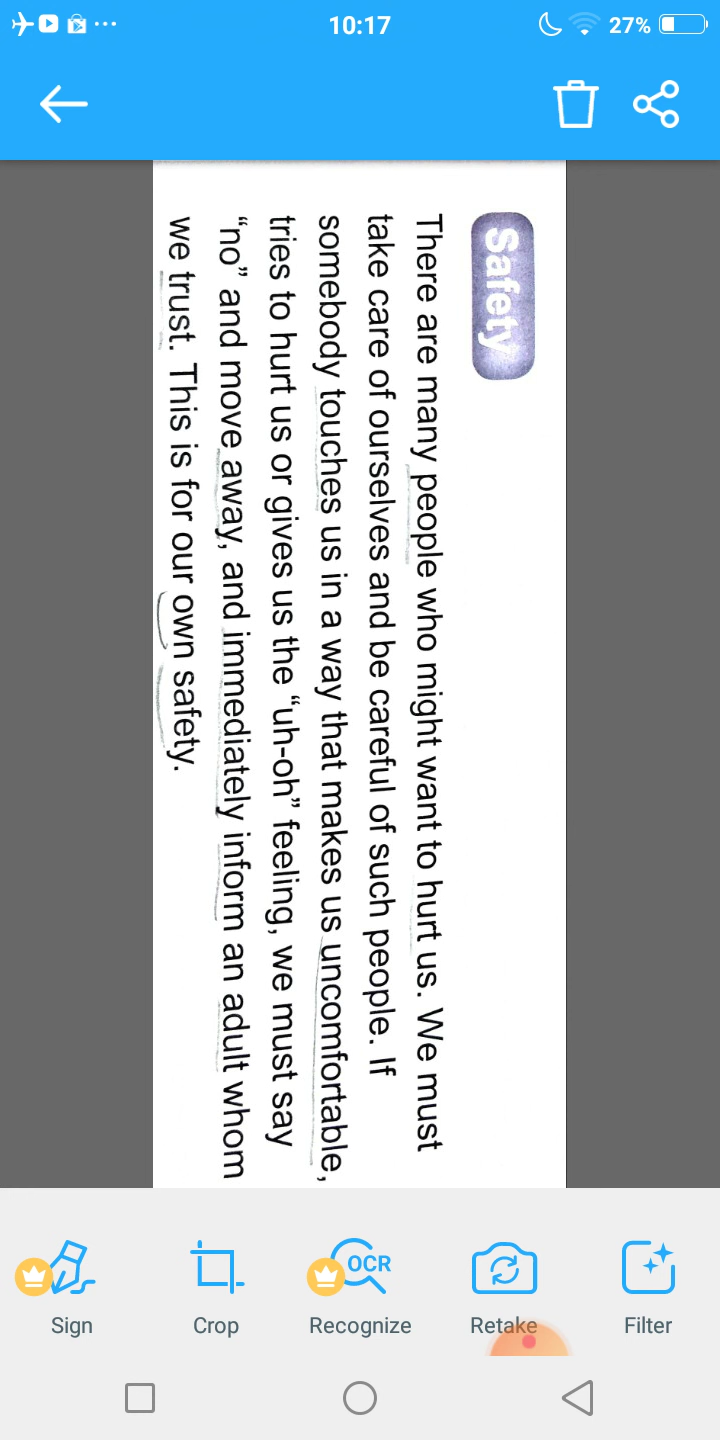 10:17
27%
Safety
There are many people who might want to hurt us. We must
take care of ourselves and be careful of such people. If
somebody touches us in a way that makes us uncomfortable,
tries to hurt us or gives us the “uh-oh” feeling, we must say
“no” and move away, and immediately inform an adult whom
we trust. This is for our own safety.
OCR
Sign Crop Recognize Retake Filter